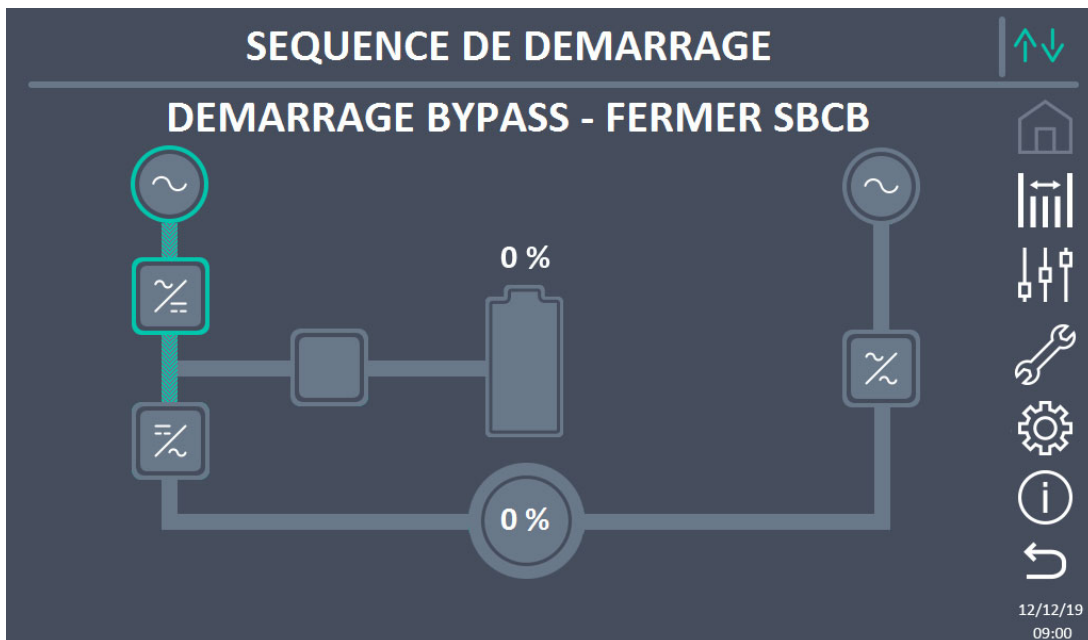 SEQUENCE DE DEMARRAGE
DEMARRAGE BYPASS - FERMER SBCB
0 %
0 %
12/12/19
09:00